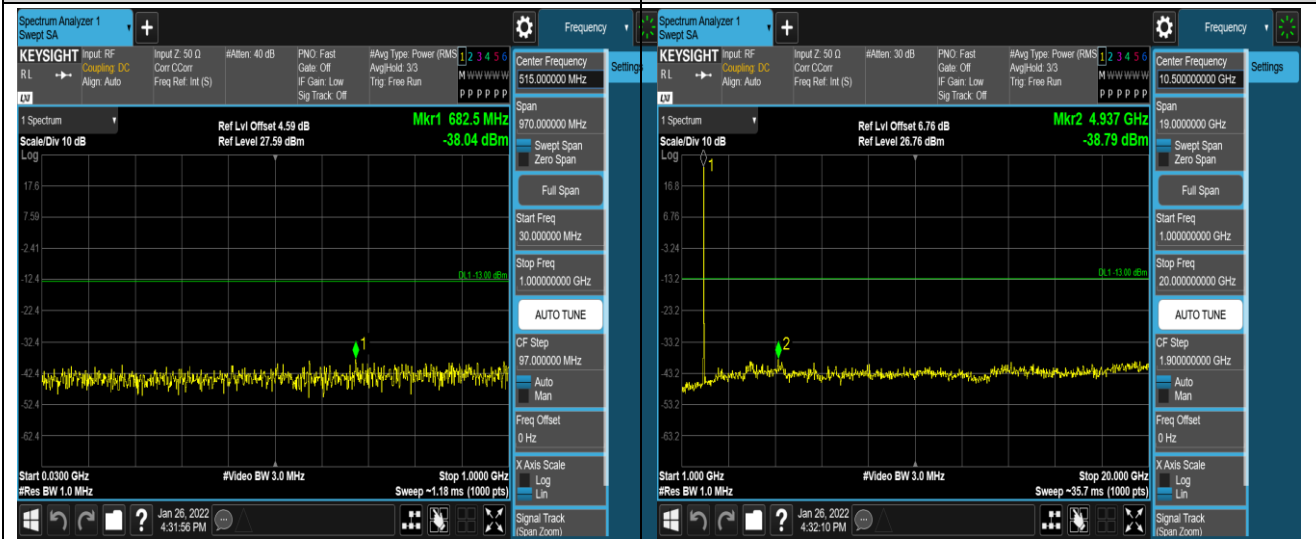 Spectrum Analyzer 1
Swept SA
+
Frequency
KEYSIGHT
RL
LXI
Input: RF
Coupling: DC
Align: Auto
Input Z: 50 Ω
Corr CCorr
Freq Ref: Int (S)
#Atten: 40 dB
PNO: Fast
Gate: Off
IF Gain: Low
Sig Track: Off
#Avg Type: Power (RMS
Avg|Hold: 3/3
Trig: Free Run
1 2 3 4 5 6
M W W W W W
P P P P P P
1 Spectrum
Scale/Div 10 dB
Log
Ref Lvl Offset 4.59 dB
Ref Level 27.59 dBm
Mkr1 682.5 MHz
-38.04 dBm
17.6
7.59
-2.41
-12.4
-22.4
-32.4
-42.4
-52.4
-62.4
DL1 -13.00 dBm
1
Start 0.0300 GHz
#Res BW 1.0 MHz
#Video BW 3.0 MHz
Stop 1.0000 GHz
Sweep ~1.18 ms (1000 pts)
Center Frequency
515.000000 MHz
Settings
Span
970.000000 MHz
Swept Span
Zero Span
Full Span
Start Freq
30.000000 MHz
Stop Freq
1.000000000 GHz
AUTO TUNE
CF Step
97.000000 MHz
Auto
Man
Freq Offset
0 Hz
X Axis Scale
Log
Lin
Signal Track
(Span Zoom)
?
Jan 26, 2022
4:31:56 PM
Spectrum Analyzer 1
Swept SA
+
Frequency
KEYSIGHT
RL
LXI
Input: RF
Coupling: DC
Align: Auto
Input Z: 50 Ω
Corr CCorr
Freq Ref: Int (S)
#Atten: 30 dB
PNO: Fast
Gate: Off
IF Gain: Low
Sig Track: Off
#Avg Type: Power (RMS
Avg|Hold: 3/3
Trig: Free Run
1 2 3 4 5 6
M W W W W W
P P P P P P
1 Spectrum
Scale/Div 10 dB
Log
Ref Lvl Offset 6.76 dB
Ref Level 26.76 dBm
Mkr2 4.937 GHz
-38.79 dBm
16.8
6.76
-3.24
-13.2
-23.2
-33.2
-43.2
-53.2
-63.2
DL1 -13.00 dBm
1
2
Start 1.000 GHz
#Res BW 1.0 MHz
#Video BW 3.0 MHz
Stop 20.000 GHz
Sweep ~35.7 ms (1000 pts)
Center Frequency
10.500000000 GHz
Settings
Span
19.0000000 GHz
Swept Span
Zero Span
Full Span
Start Freq
1.000000000 GHz
Stop Freq
20.000000000 GHz
AUTO TUNE
CF Step
1.900000000 GHz
Auto
Man
Freq Offset
0 Hz
X Axis Scale
Log
Lin
Signal Track
(Span Zoom)
?
Jan 26, 2022
4:32:10 PM